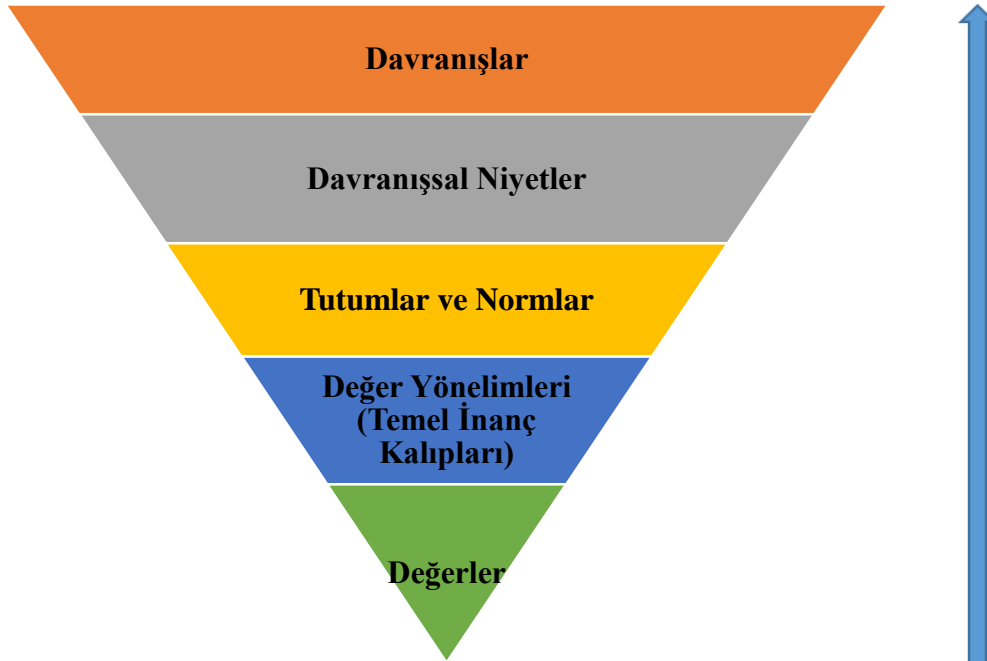 Davranışlar
Davranışsal Niyetler
Tutumlar ve Normlar
Değer Yönelimleri
(Temel İnanç
Kalıpları)
Değerler